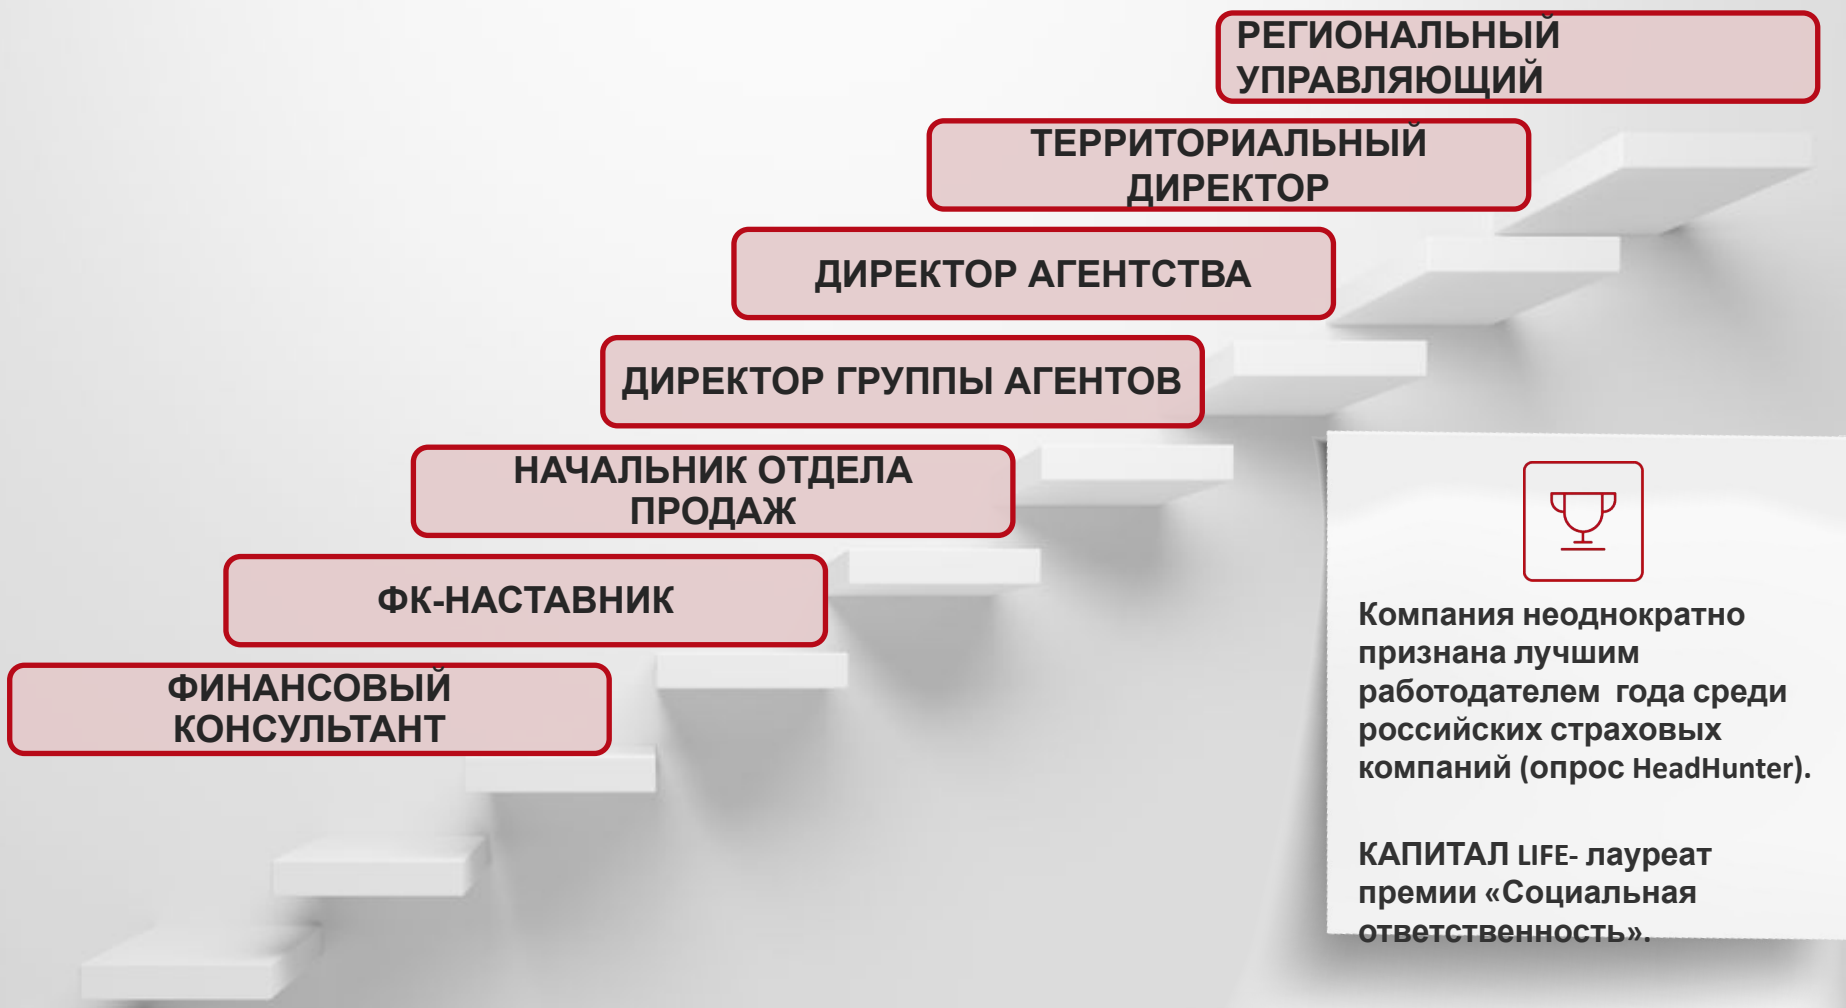 РЕГИОНАЛЬНЫЙ
УПРАВЛЯЮЩИЙ
ТЕРРИТОРИАЛЬНЫЙ
ДИРЕКТОР
ДИРЕКТОР АГЕНТСТВА
ДИРЕКТОР ГРУППЫ АГЕНТОВ
НАЧАЛЬНИК ОТДЕЛА
ПРОДАЖ
ФК-НАСТАВНИК
ФИНАНСОВЫЙ
КОНСУЛЬТАНТ
Компания неоднократно
признана лучшим
работодателем  года среди
российских страховых
компаний (опрос HeadHunter).
КАПИТАЛ LIFE- лауреат
премии «Социальная
ответственность».